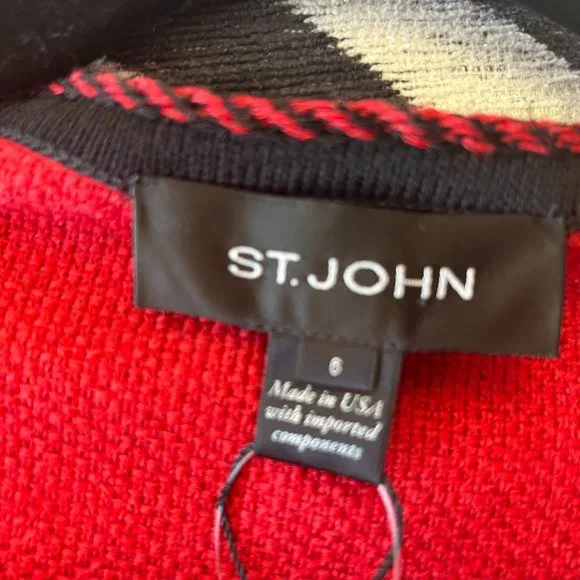 ST. JOHN
6
Made in USA
with imported
components